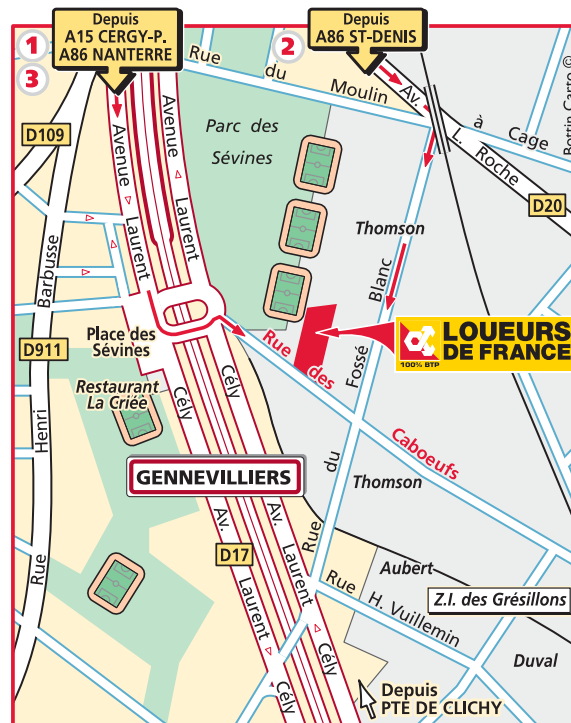 Depuis
A15 CERGY-P.
A86 NANTERRE
1
3
2
Depuis
A86 ST-DENIS
Rue du Moulin à Cage
Av. L. Roche
Bottin Carto ©
D109
D20
Parc des
Sévines
Avenue Laurent Cély
Avenue Laurent Cély
Thomson
Rue du Fossé Blanc
LOUEURS
DE FRANCE
100% BTP
Rue Henri Barbusse
D911
Place des
Sévines
Restaurant
La Criée
Rue des Caboeufs
GENNEVILLIERS
Thomson
D17
Av. Laurent Cély
Av. Laurent Cély
Aubert
Rue H. Vuillemin
Z.I. des Grésillons
Duval
Depuis
PTE DE CLICHY